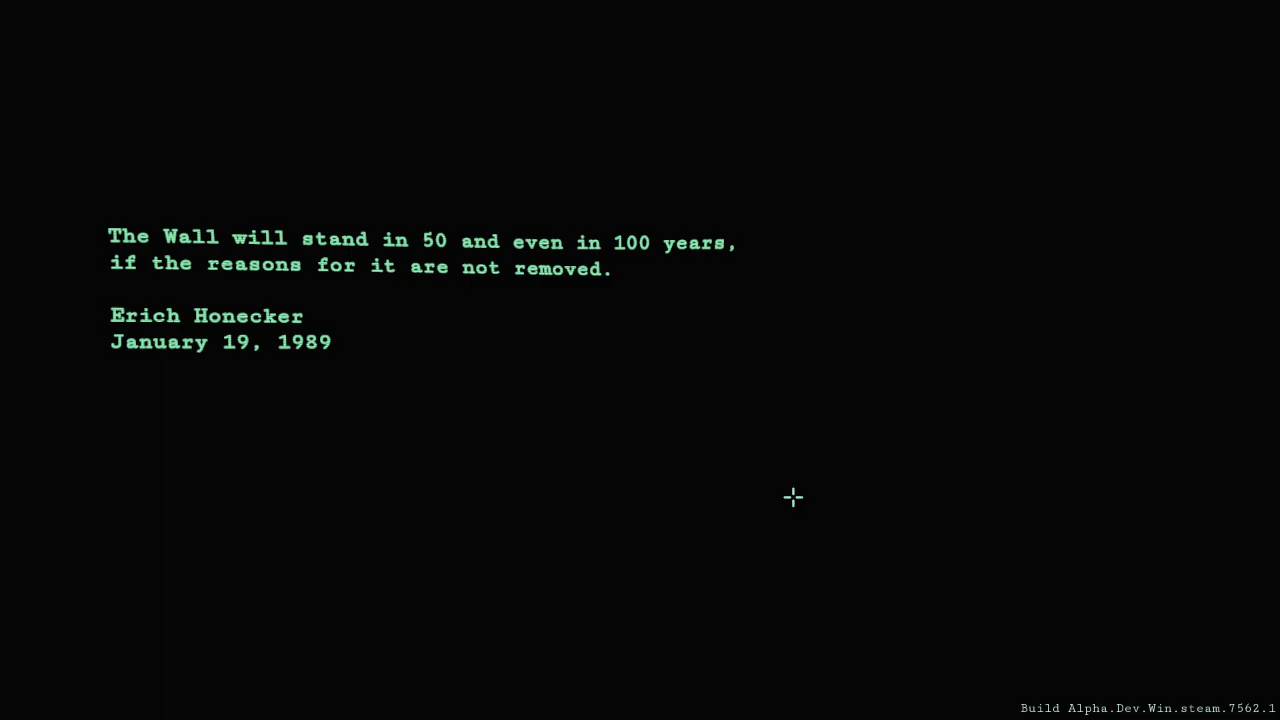 The Wall will stand in 50 and even in 100 years,
if the reasons for it are not removed.
Erich Honecker
January 19, 1989
Build Alpha.Dev.Win.steam.7562.1